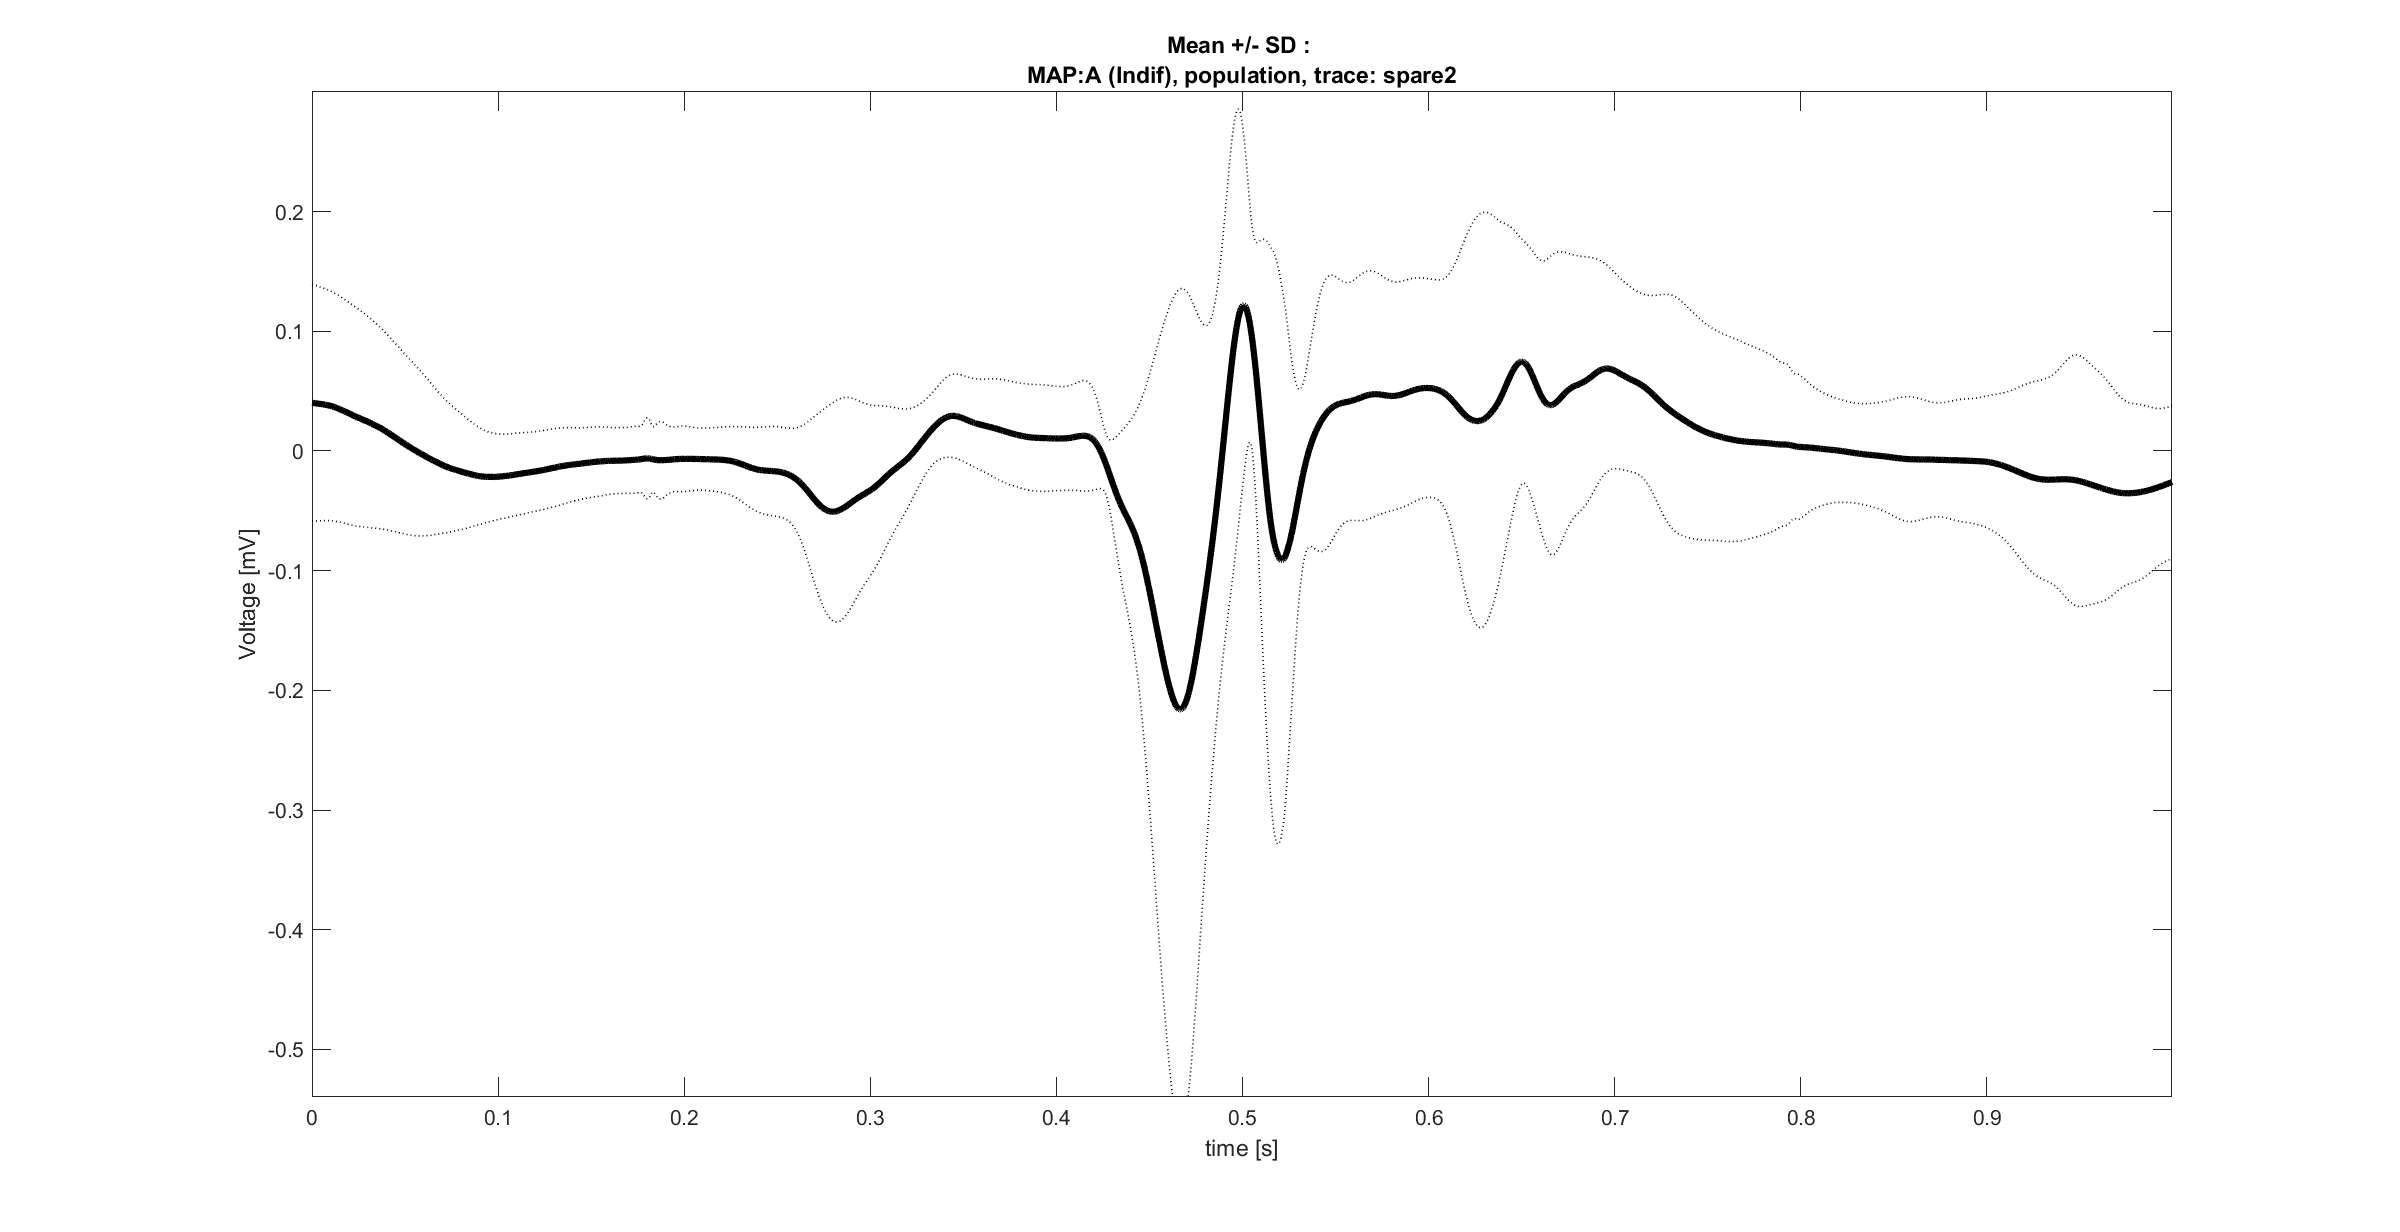 Mean +/- SD :
MAP:A (Indif), population, trace: spare2
0.2
0.1
0
-0.1
-0.2
-0.3
-0.4
-0.5
Voltage [mV]
0 0.1 0.2 0.3 0.4 0.5 0.6 0.7 0.8 0.9
time [s]